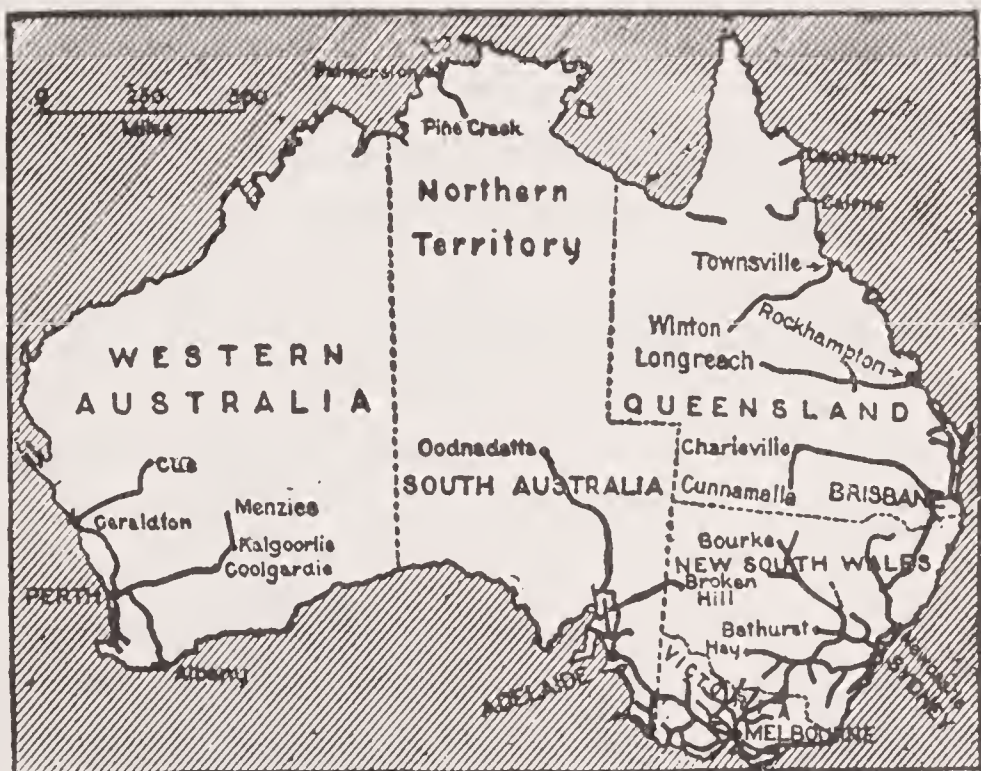 Palmerston
0 250 500
Miles
Pine Creek
Cooktown
Cairns
Northern
Territory
Townsville
Winton
Rockhampton
Longreach
WESTERN
AUSTRALIA
QUEENSLAND
Oodnadatta
Charleville
CUE
SOUTH AUSTRALIA
Cunnamalla
BRISBANE
Geraldton
Menzies
Kalgoorlie
Coolgardie
Bourke
NEW SOUTH WALES
PERTH
Broken
Hill
Bathurst
Hay
Newcastle
SYDNEY
Albany
ADELAIDE
VICTORIA
MELBOURNE